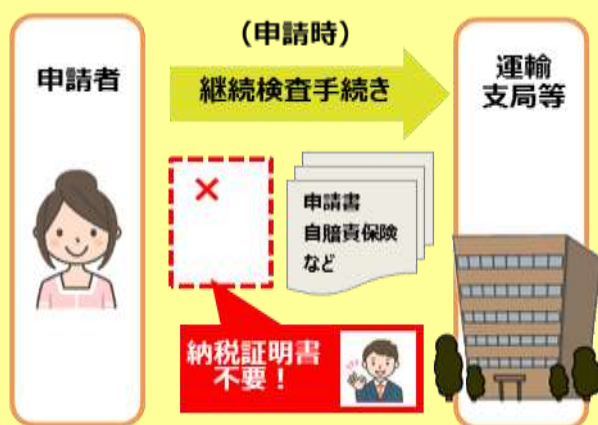 申請者
(申請時)
継続検査手続き
運輸
支局等
×
申請書
自賠責保険
など
納税証明書
不要！